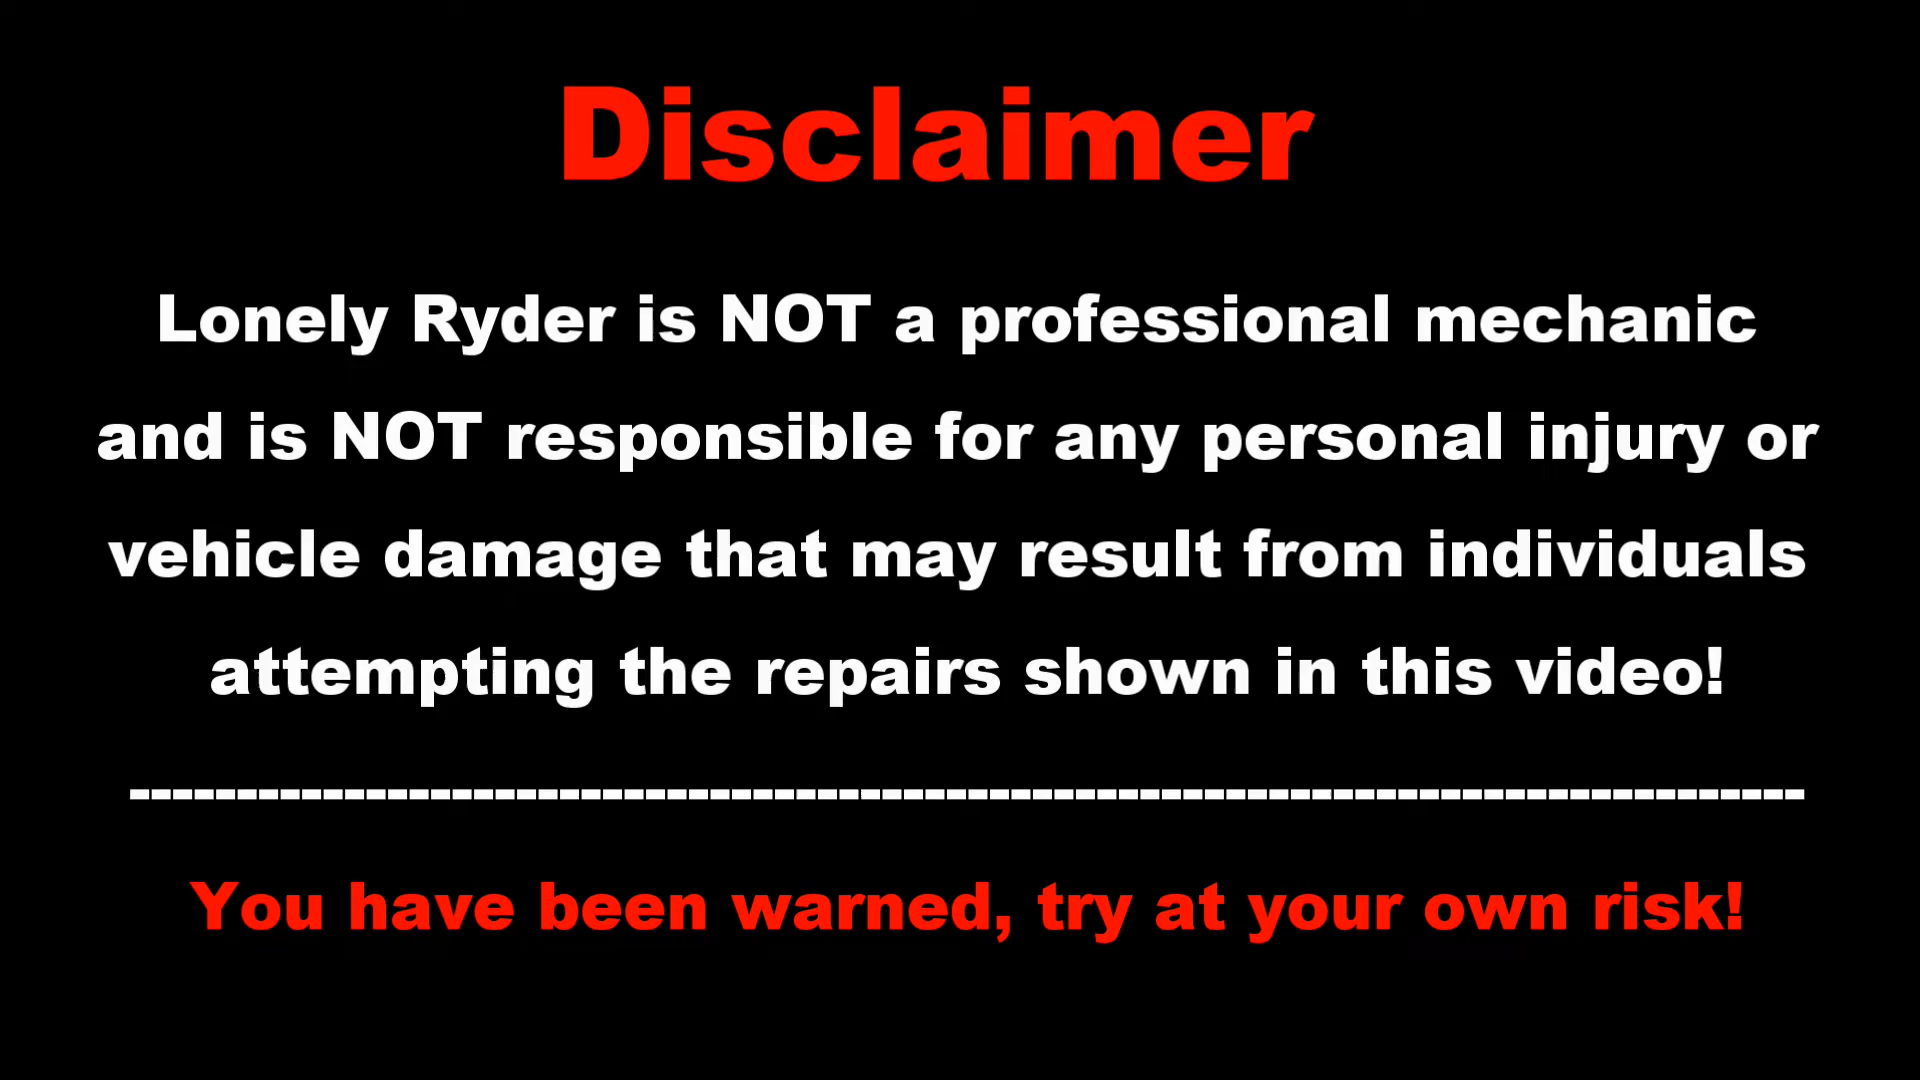 Disclaimer
Lonely Ryder is NOT a professional mechanic
and is NOT responsible for any personal injury or
vehicle damage that may result from individuals
attempting the repairs shown in this video!
------------------------------------------------------------------------------
You have been warned, try at your own risk!